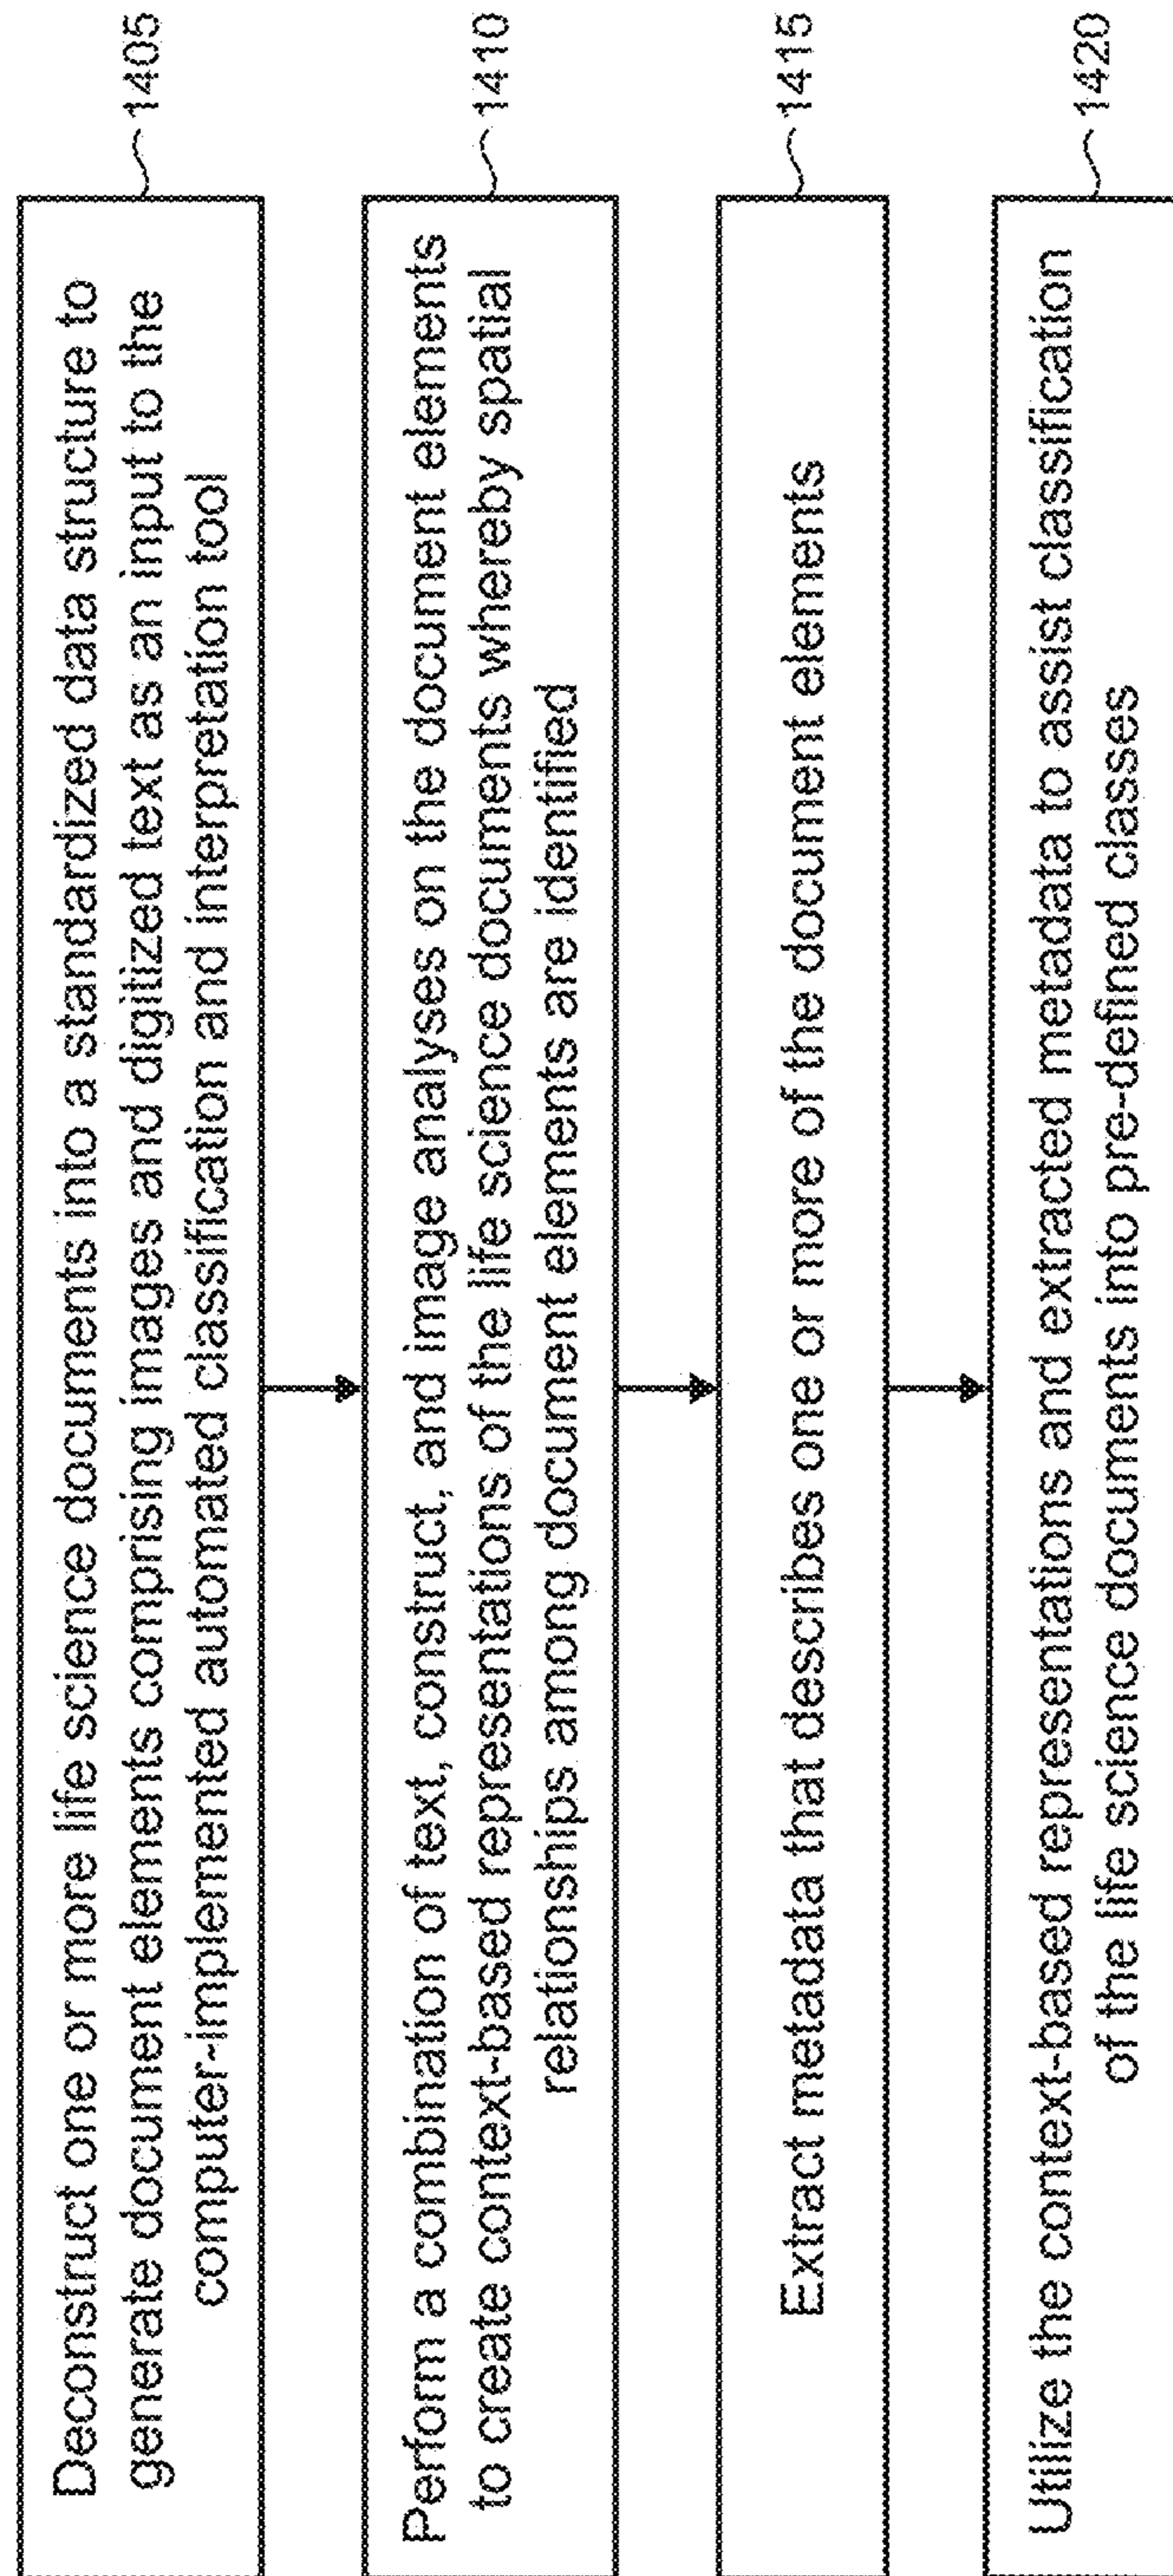 Deconstruct one or more life science documents into a standardized data structure to
generate document elements comprising images and digitized text as an input to the
computer-implemented automated classification and interpretation tool
1405
Perform a combination of text, construct, and image analyses on the document elements
to create context-based representations of the life science documents whereby spatial
relationships among document elements are identified
1410
Extract metadata that describes one or more of the document elements
1415
Utilize the context-based representations and extracted metadata to assist classification
of the life science documents into pre-defined classes
1420